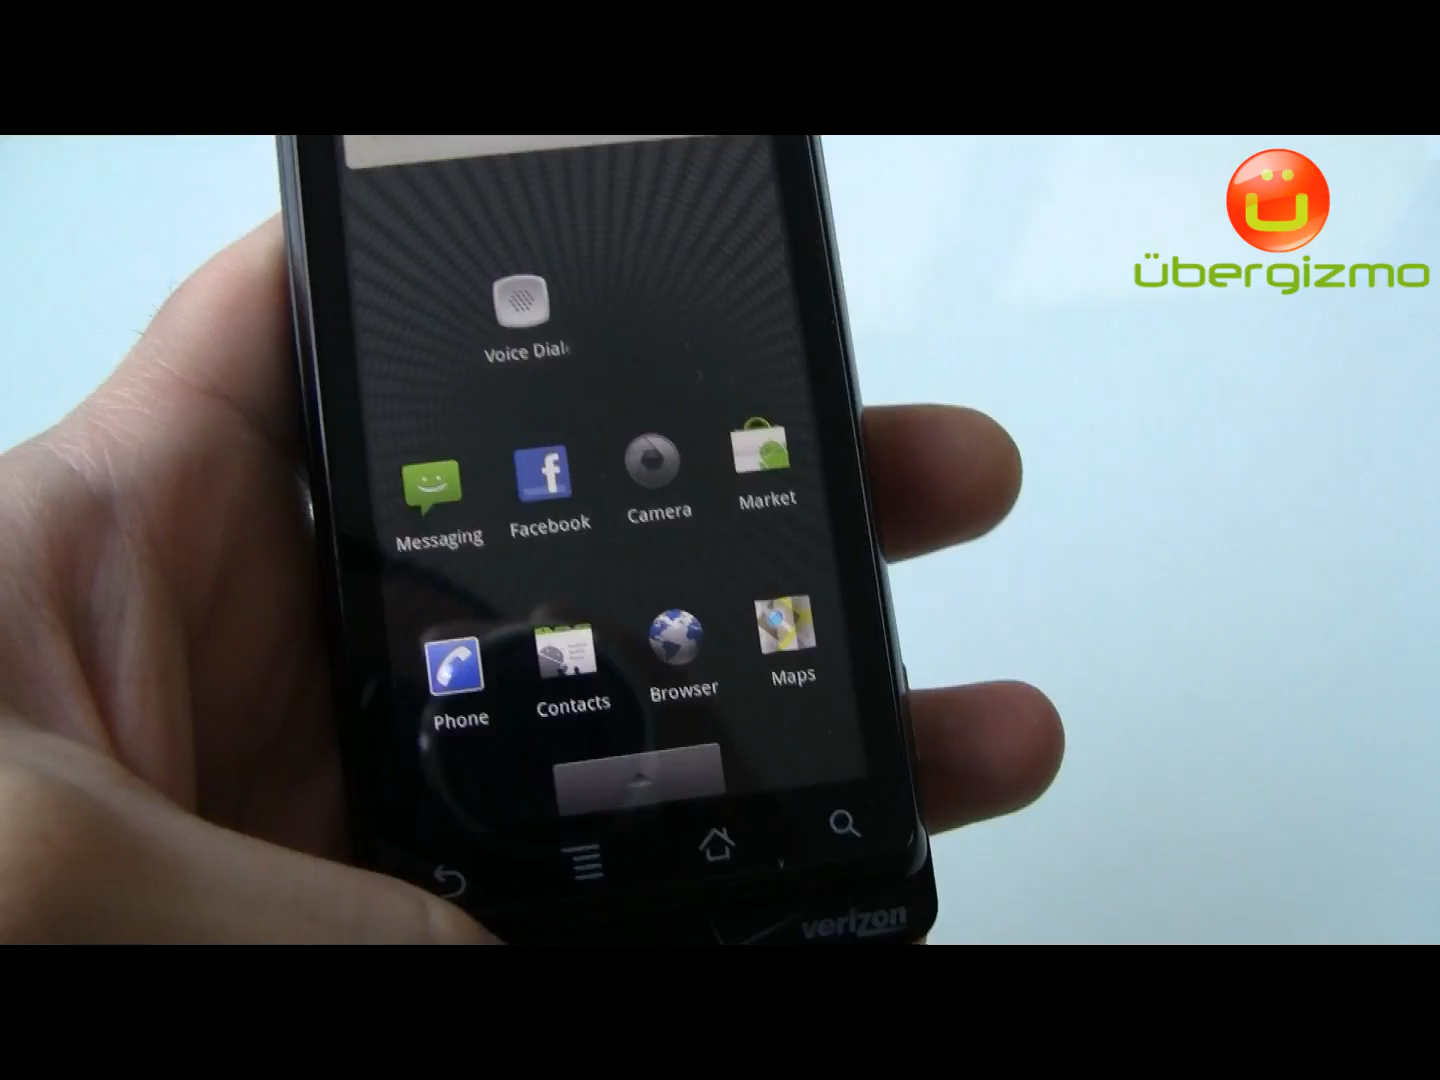 übergizmo
Voice Dial
Messaging
Facebook
Camera
Market
Phone
Contacts
Browser
Maps
verizon